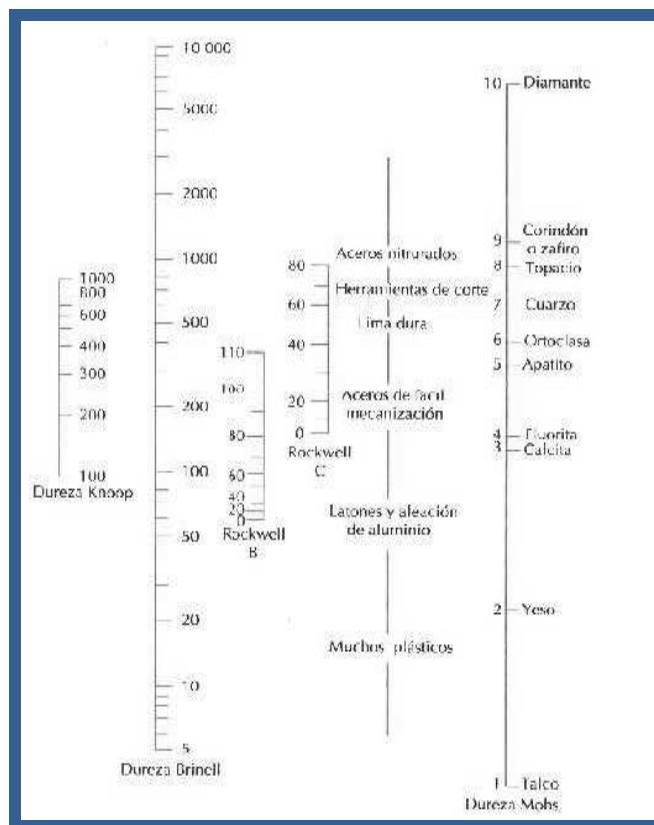 10 000
5000
2000
1000
500
200
100
50
20
10
5
Dureza Brinell
1000
800
600
400
300
200
100
Dureza Knoop
110
100
80
60
40
20
0
Rockwell
B
80
60
40
20
0
Rockwell
C
Aceros nitrurados
Herramientas de corte
Lima dura
Aceros de facil
mecanización
Latones y aleación
de aluminio
Muchos plásticos
10 Diamante
9 Corindón
o zafiro
8 Topacio
7 Cuarzo
6 Ortoclasa
5 Apatito
4 Fluorita
3 Calcita
2 Yeso
1 Talco
Dureza Mohs